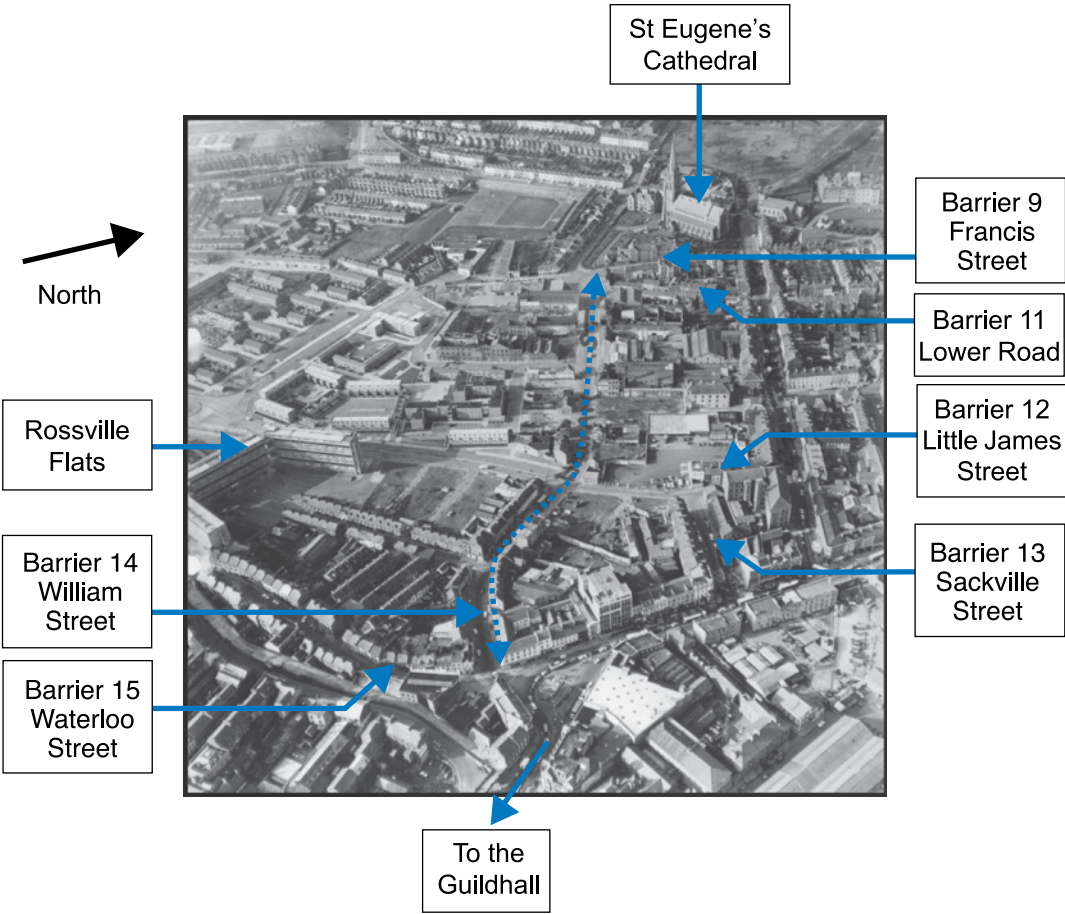 St Eugene’s
Cathedral
Barrier 9
Francis
Street
North
Barrier 11
Lower Road
Barrier 12
Little James
Street
Rossville
Flats
Barrier 13
Sackville
Street
Barrier 14
William
Street
Barrier 15
Waterloo
Street
To the
Guildhall